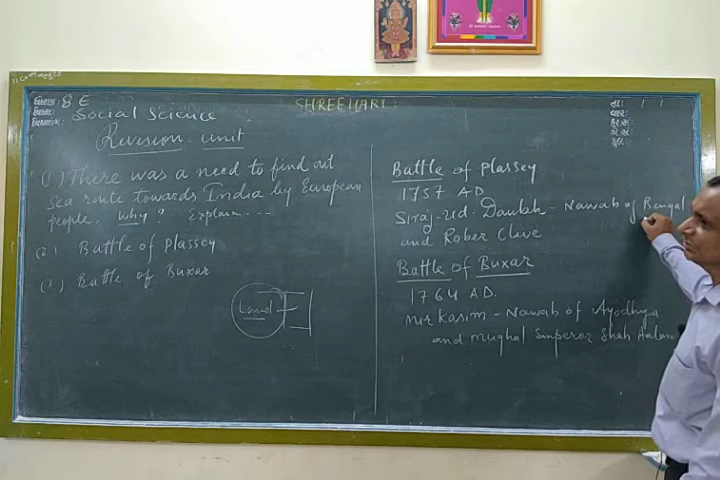 8 E
Social Science
SHREEHARI:
Revision unit
(1) There was a need to find out
sea route towards India by European
people. Why? Explain ---
(2) Battle of Plassey
(3) Battle of Buxar
Land
Battle of Plassey
1757 AD
Siraj-ud-Daulah - Nawab of Bengal
and Rober Clive
Battle of Buxar
1764 A.D.
Mir Kasim - Nawab of Ayodhya
and Mughal Emperor Shah Aalam